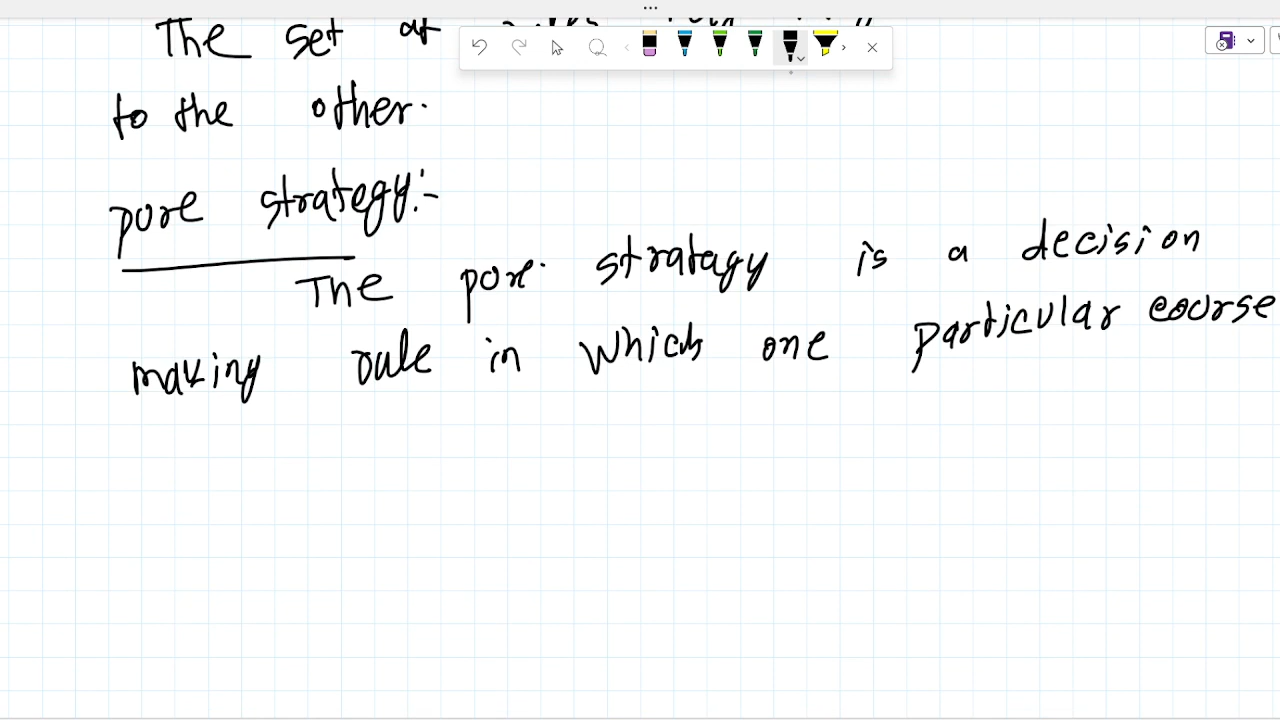 The set of
to the other.
pure strategy:-
The pure strategy is a decision
making rule in which one particular course